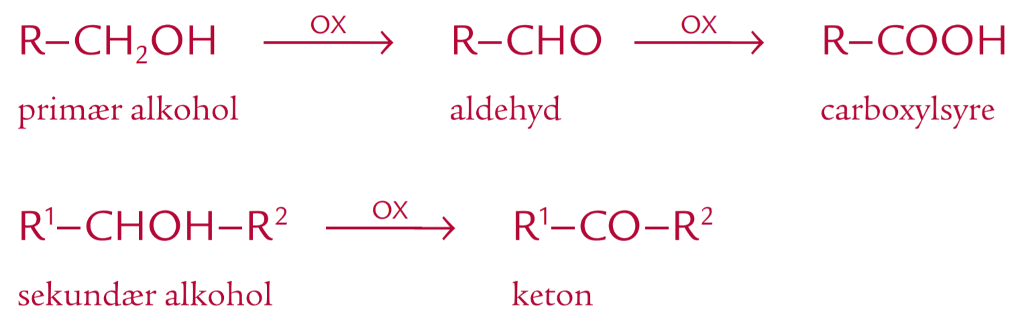 R–CH₂OH OX R–CHO OX R–COOH
primær alkohol aldehyd carboxylsyre
R¹–CHOH–R² OX R¹–CO–R²
sekundær alkohol keton